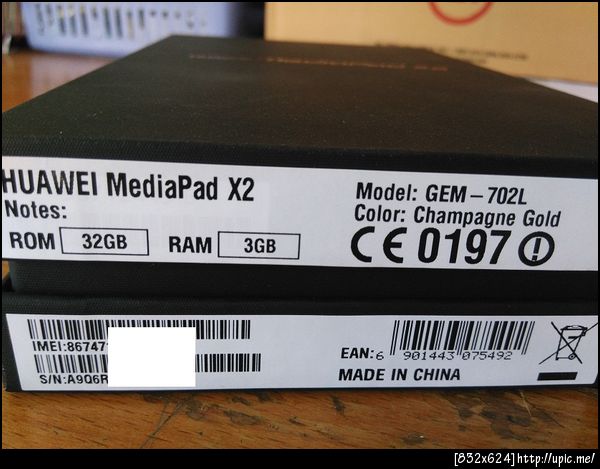 HUAWEI MediaPad X2
Notes:
ROM 32GB RAM 3GB
Model: GEM-702L
Color: Champagne Gold
CE 0197
IMEI:86747
S/N:A9Q6R
EAN:6 901443 075492
MADE IN CHINA
[832x624]http://upic.me/